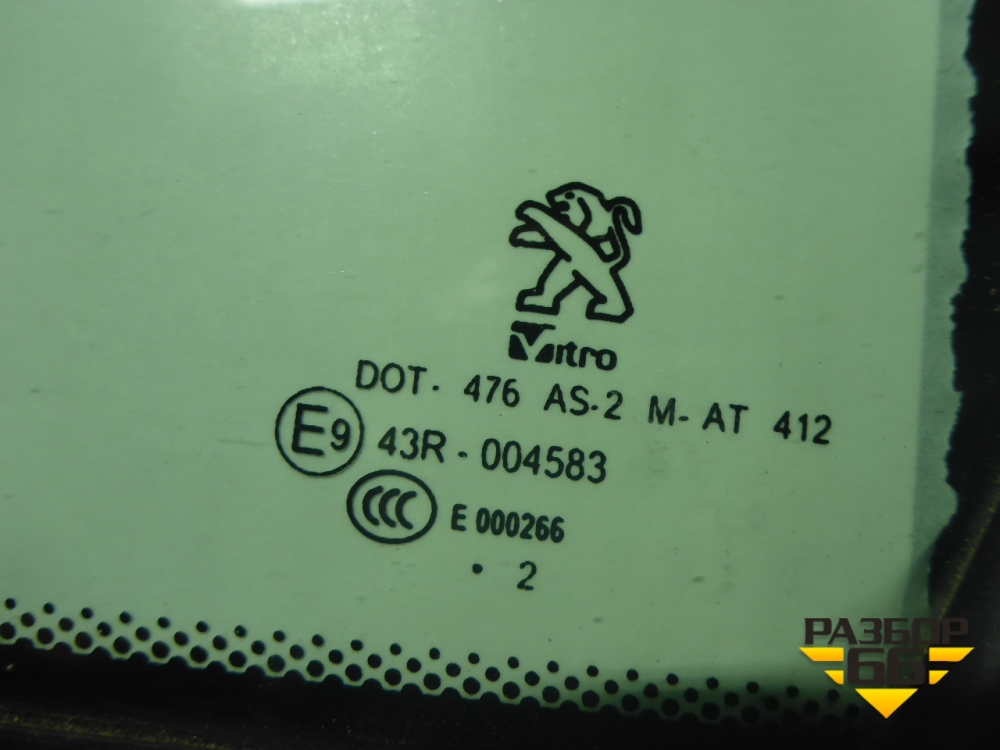 Vitro
DOT· 476 AS-2 M-AT 412
E9 43R - 004583
CCC E 000266
· 2
РАЗБОР
66